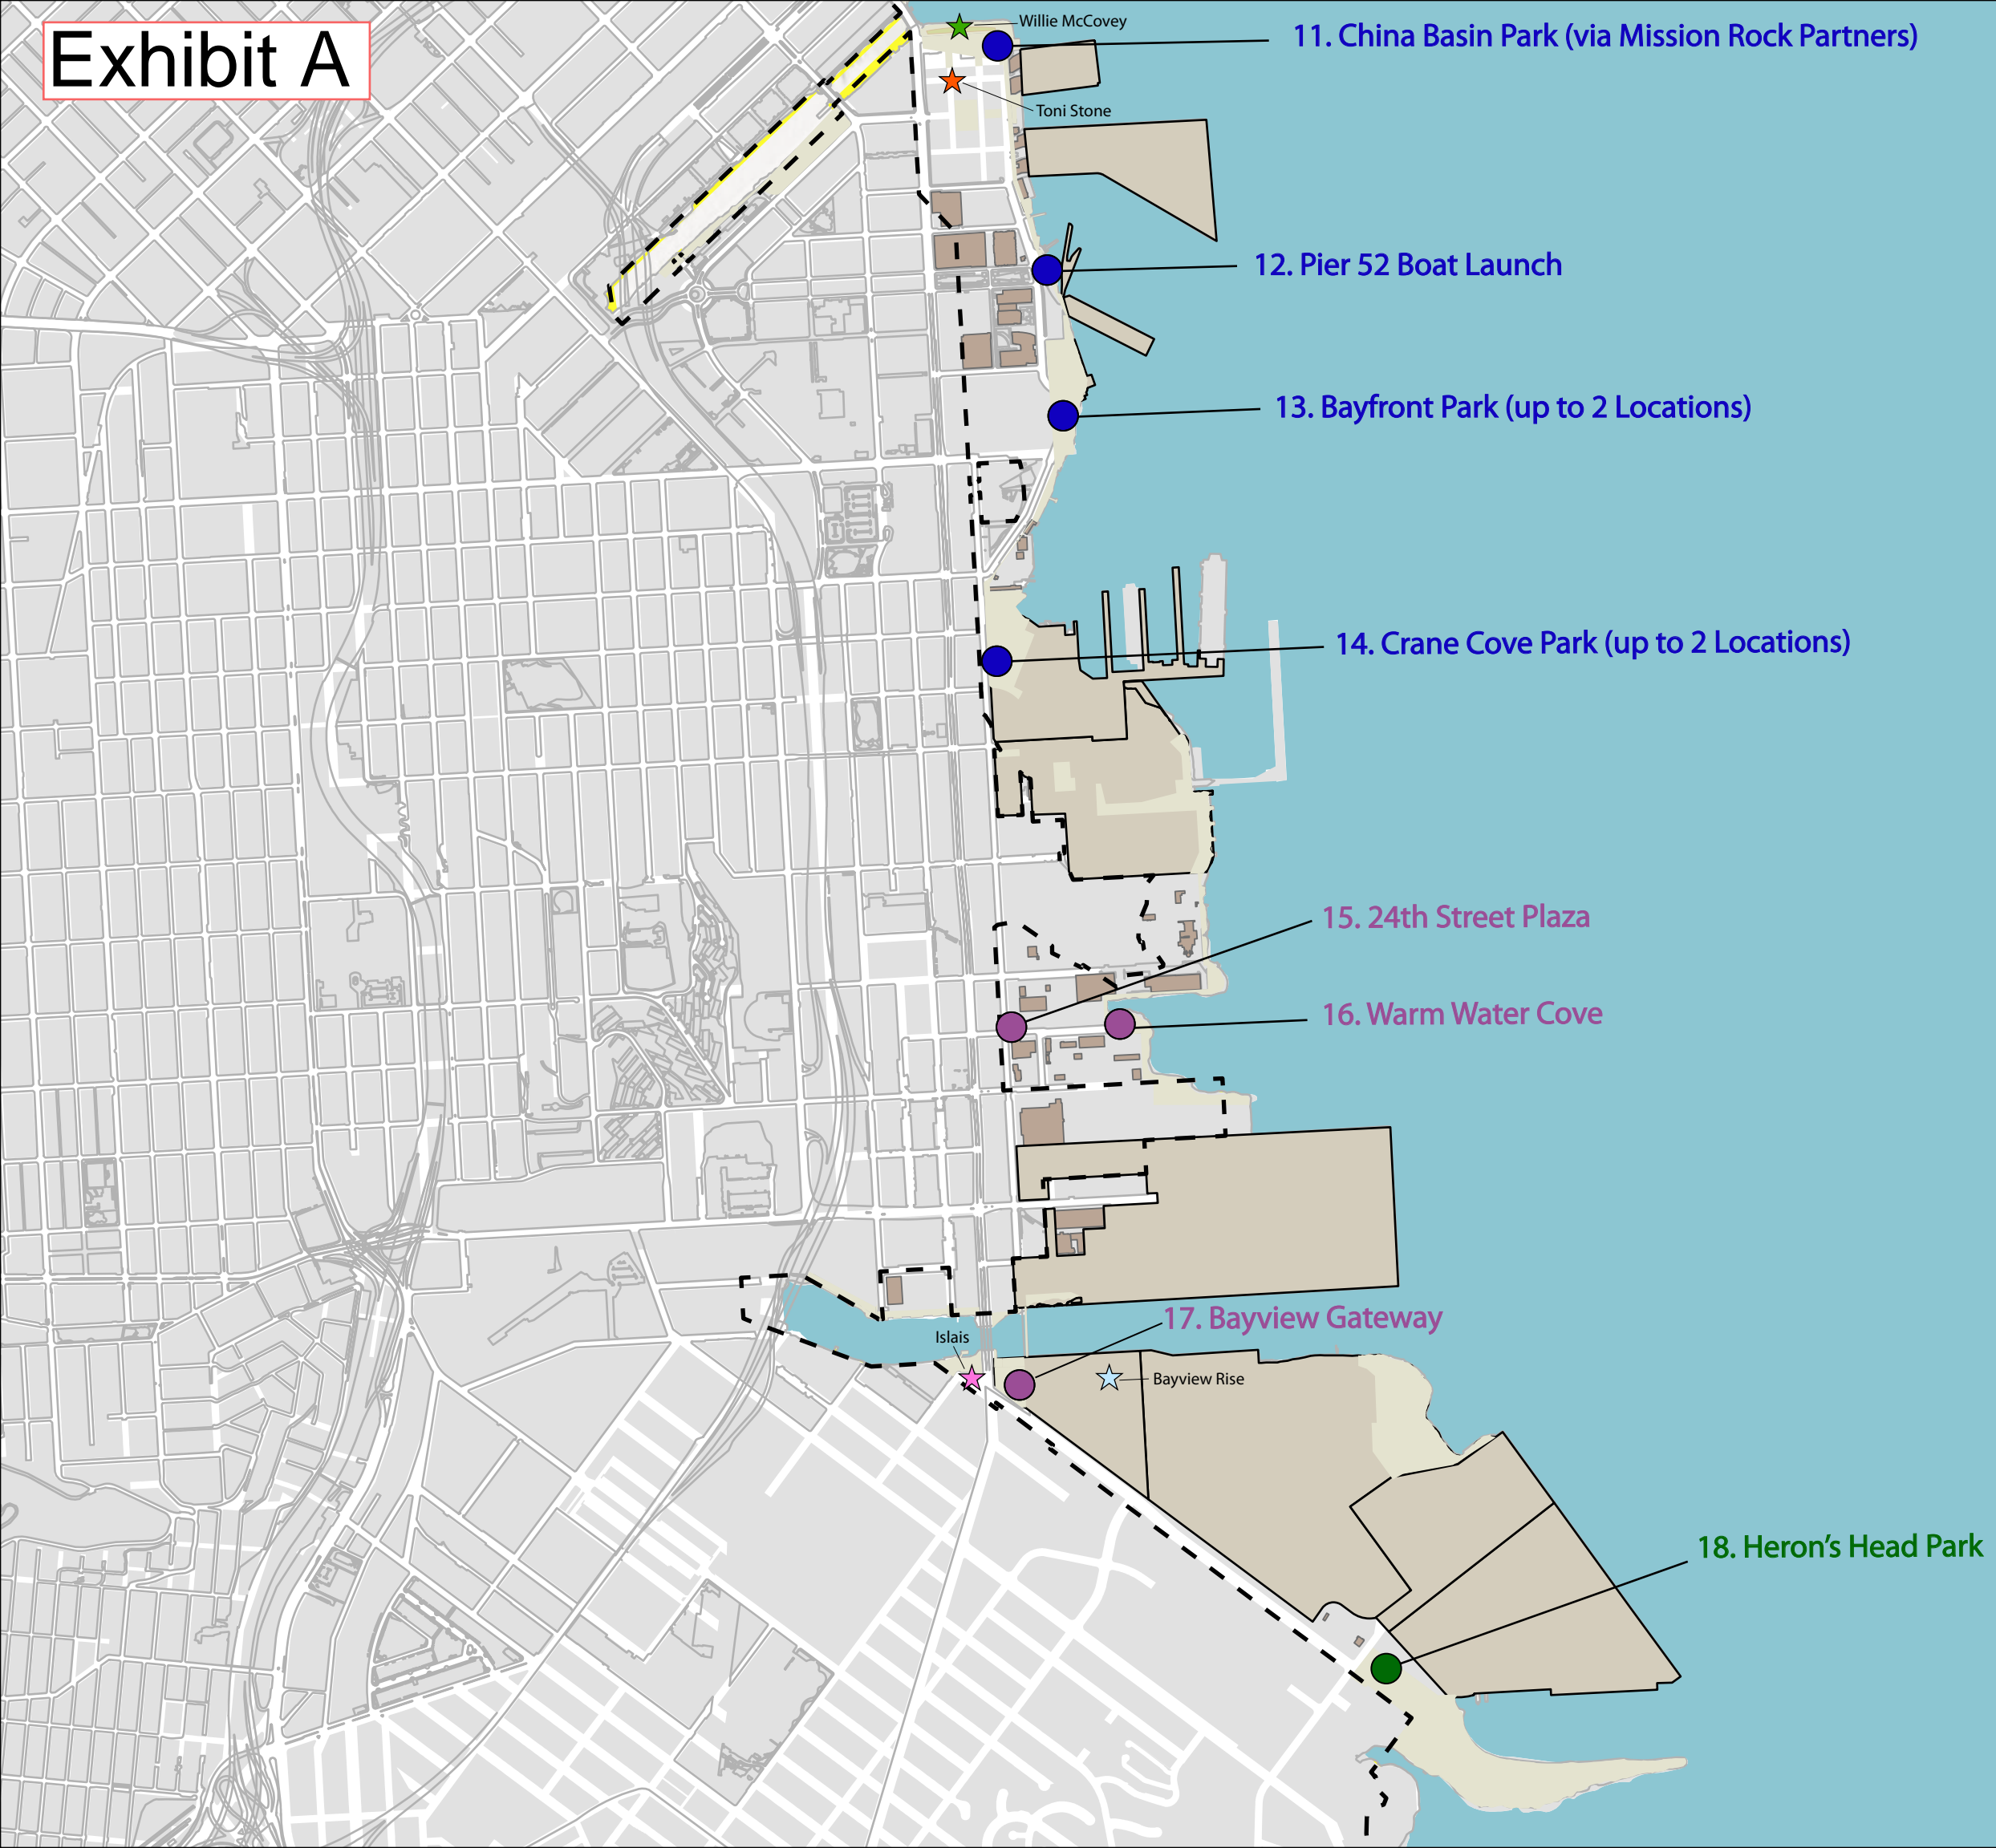 Exhibit A
Willie McCovey
11. China Basin Park (via Mission Rock Partners)
Toni Stone
12. Pier 52 Boat Launch
13. Bayfront Park (up to 2 Locations)
14. Crane Cove Park (up to 2 Locations)
15. 24th Street Plaza
16. Warm Water Cove
17. Bayview Gateway
Islais
Bayview Rise
18. Heron’s Head Park